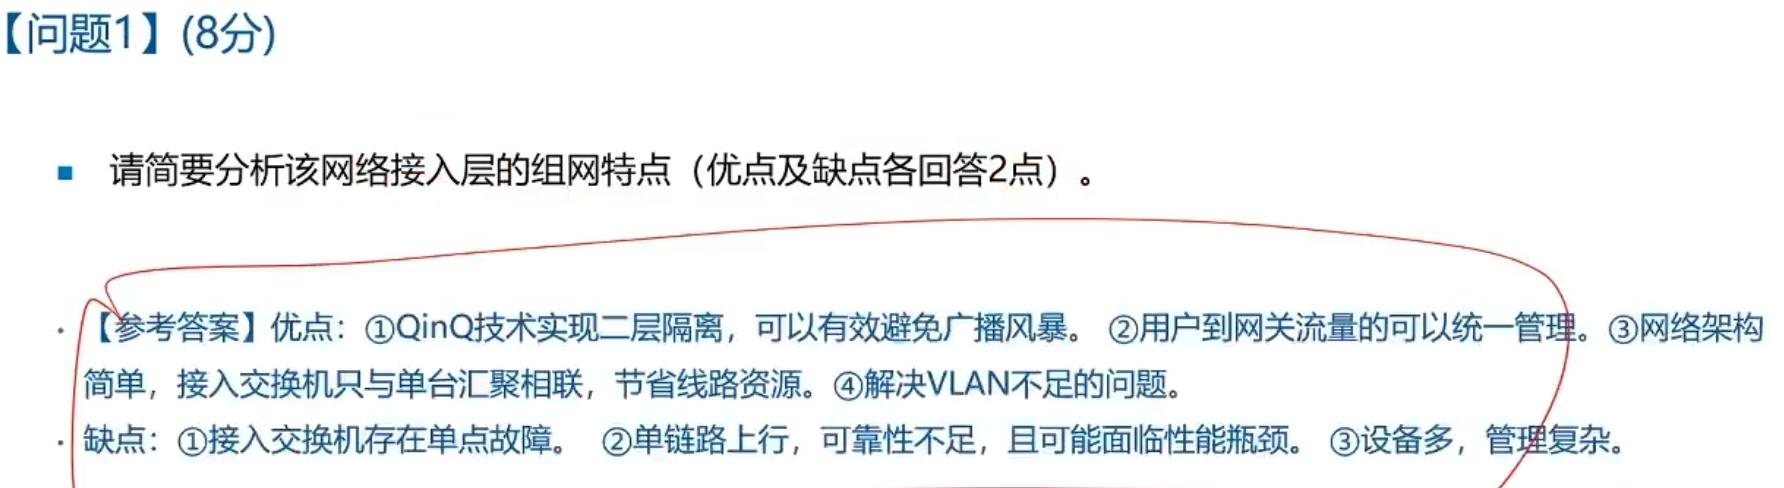 【问题1】(8分)
■ 请简要分析该网络接入层的组网特点（优点及缺点各回答2点）。
· 【参考答案】优点：①QinQ技术实现二层隔离，可以有效避免广播风暴。 ②用户到网关流量的可以统一管理。③网络架构
简单，接入交换机只与单台汇聚相联，节省线路资源。④解决VLAN不足的问题。
· 缺点：①接入交换机存在单点故障。 ②单链路上行，可靠性不足，且可能面临性能瓶颈。 ③设备多，管理复杂。